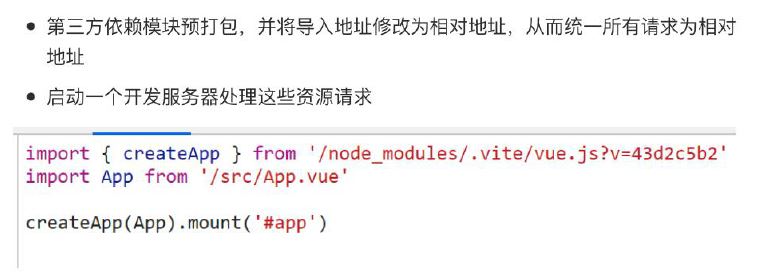 ● 第三方依赖模块预打包，并将导入地址修改为相对地址，从而统一所有请求为相对
地址
● 启动一个开发服务器处理这些资源请求
import { createApp } from '/node_modules/.vite/vue.js?v=43d2c5b2'
import App from '/src/App.vue'
createApp(App).mount('#app')